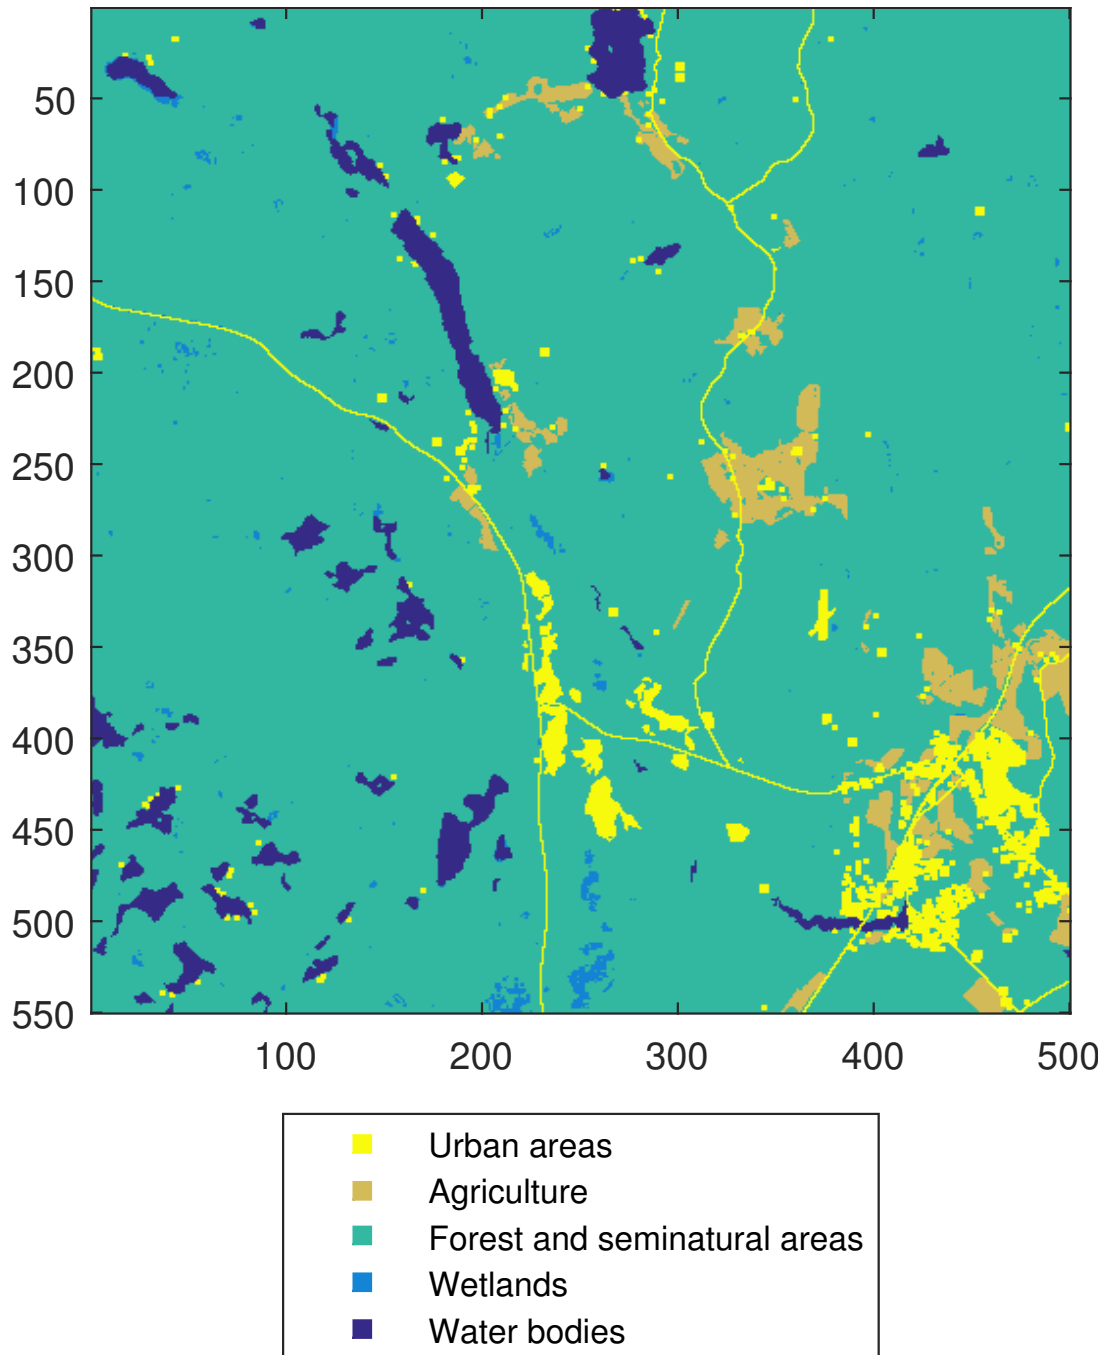 50
100
150
200
250
300
350
400
450
500
550
100 200 300 400 500
Urban areas
Agriculture
Forest and seminatural areas
Wetlands
Water bodies